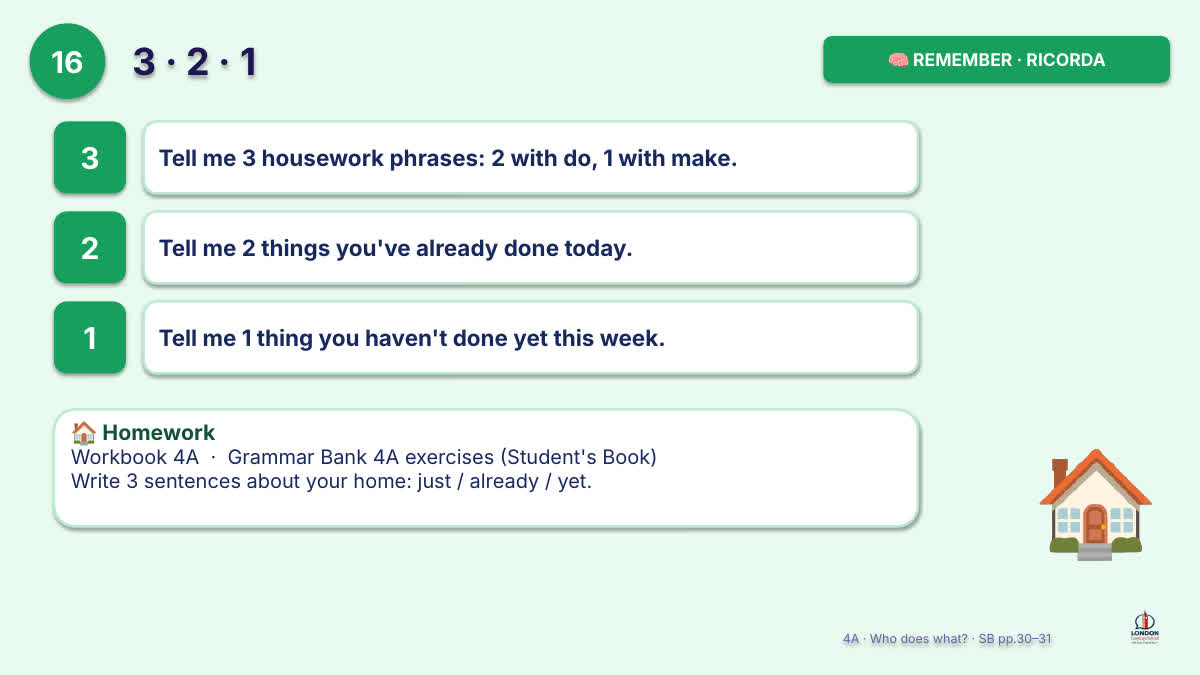 16
3 · 2 · 1
🧠 REMEMBER · RICORDA
3
Tell me 3 housework phrases: 2 with do, 1 with make.
2
Tell me 2 things you've already done today.
1
Tell me 1 thing you haven't done yet this week.
🏠 Homework
Workbook 4A · Grammar Bank 4A exercises (Student's Book)
Write 3 sentences about your home: just / already / yet.
4A · Who does what? · SB pp.30–31
LONDON